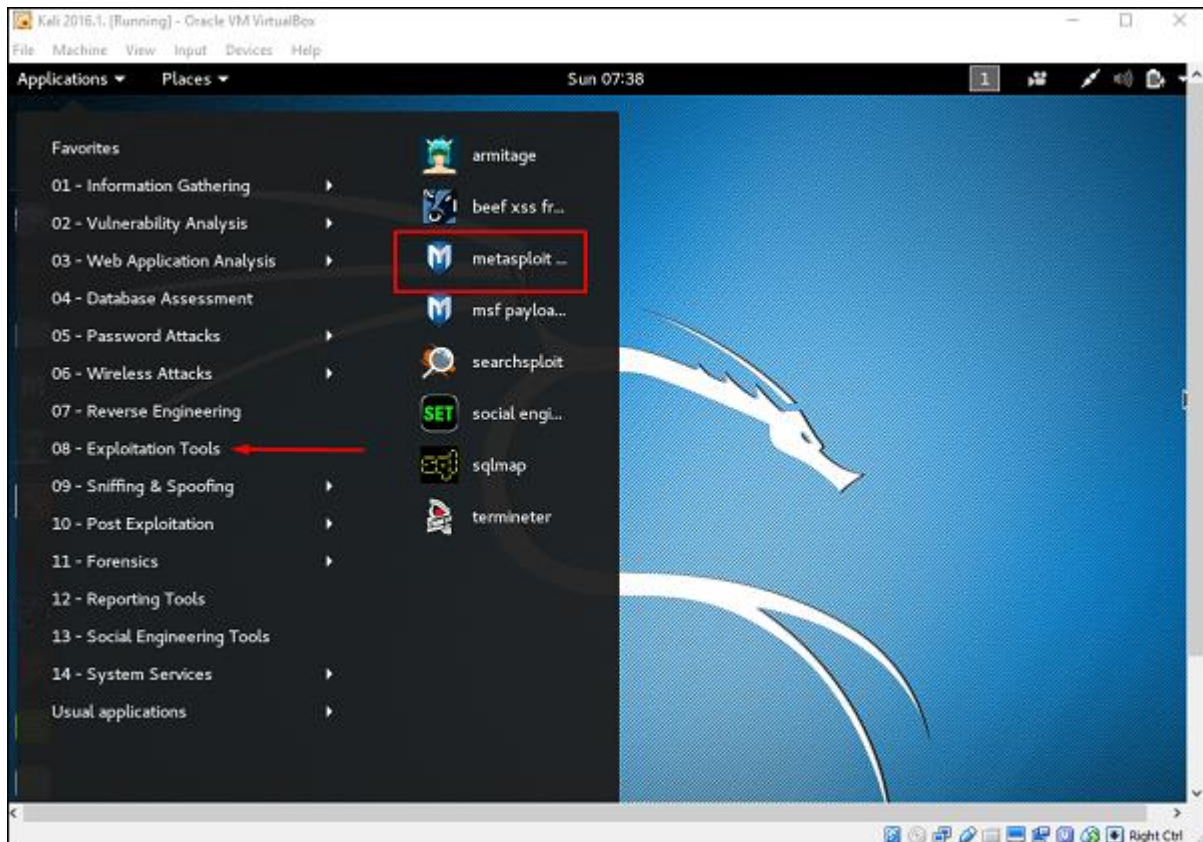 Kali 2016.1. [Running] - Oracle VM VirtualBox
File Machine View Input Devices Help
Applications Places Sun 07:38 1
Favorites
01 - Information Gathering
02 - Vulnerability Analysis
03 - Web Application Analysis
04 - Database Assessment
05 - Password Attacks
06 - Wireless Attacks
07 - Reverse Engineering
08 - Exploitation Tools
09 - Sniffing & Spoofing
10 - Post Exploitation
11 - Forensics
12 - Reporting Tools
13 - Social Engineering Tools
14 - System Services
Usual applications
armitage
beef xss fr...
metasploit ...
msf payloa...
searchsploit
SET social engi...
sql sqlmap
termineter
Right Ctrl